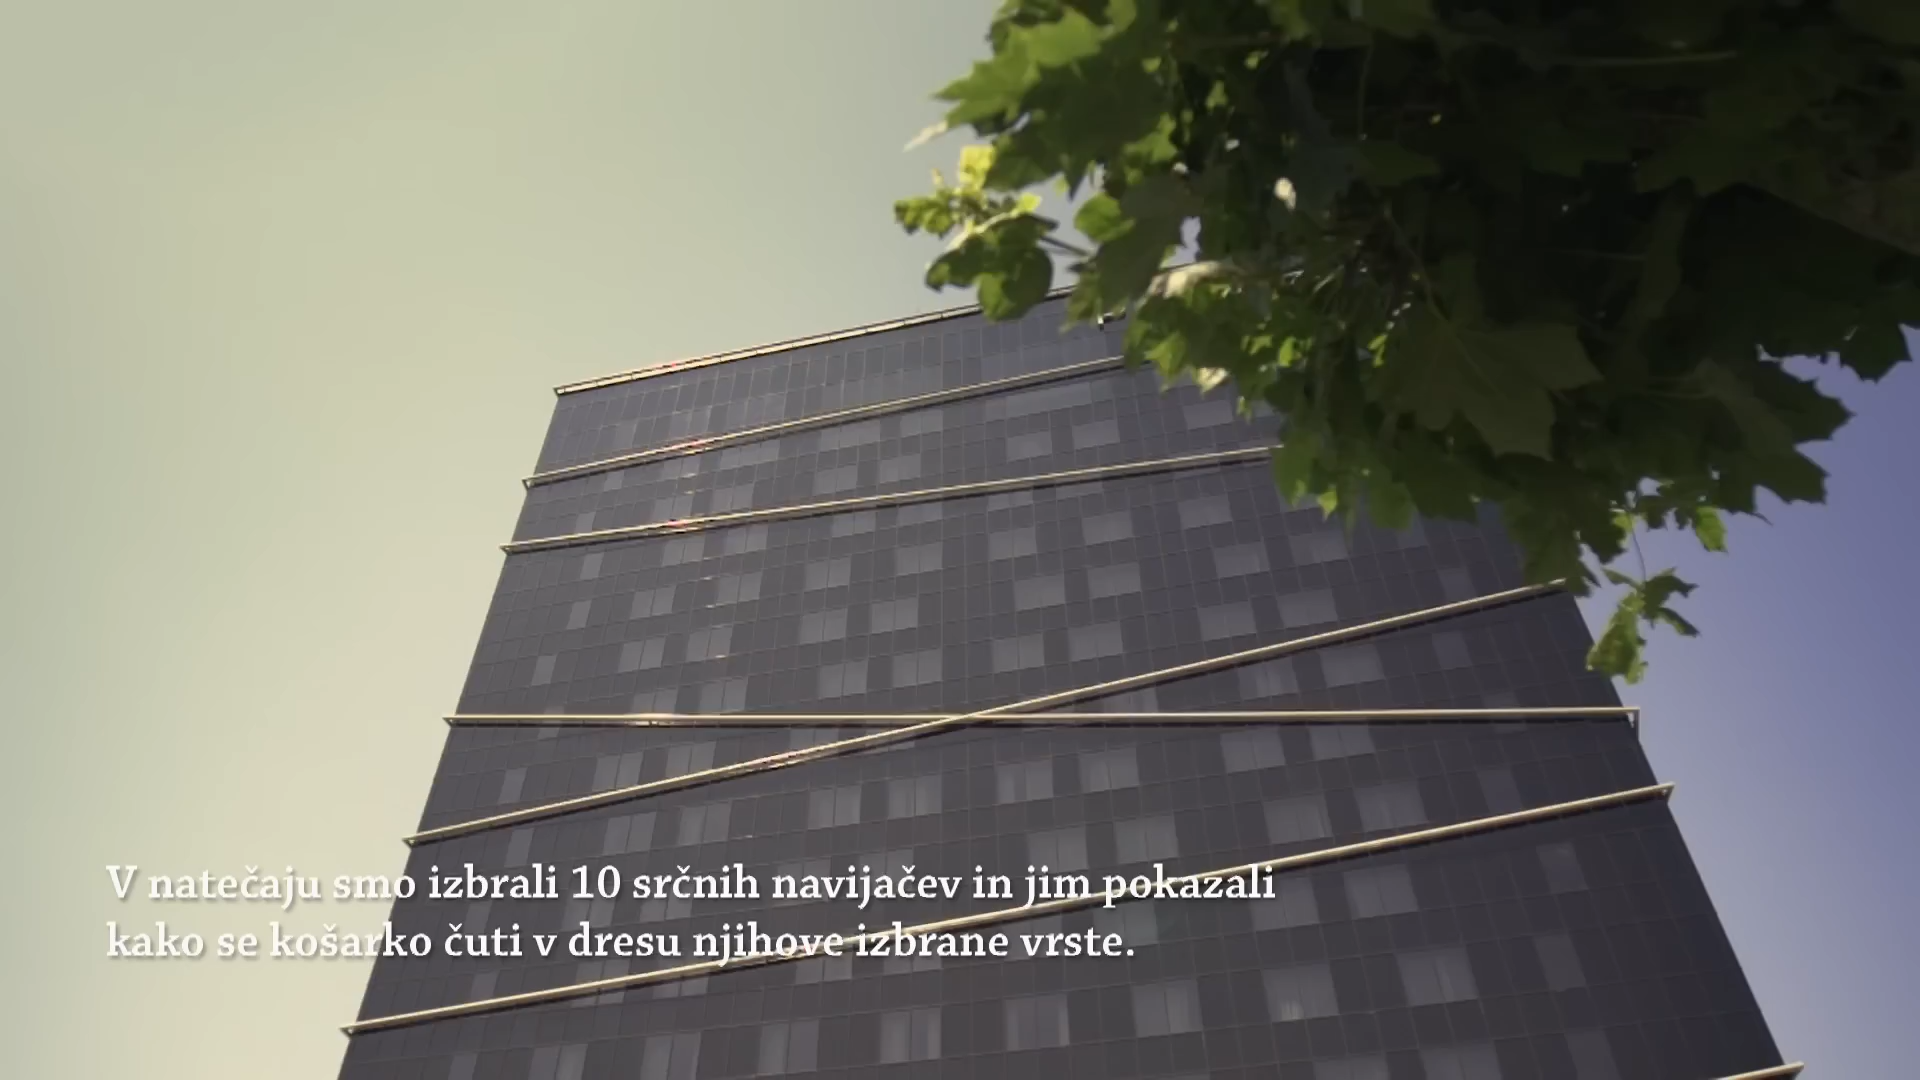 V natečaju smo izbrali 10 srčnih navijačev in jim pokazali
kako se košarko čuti v dresu njihove izbrane vrste.